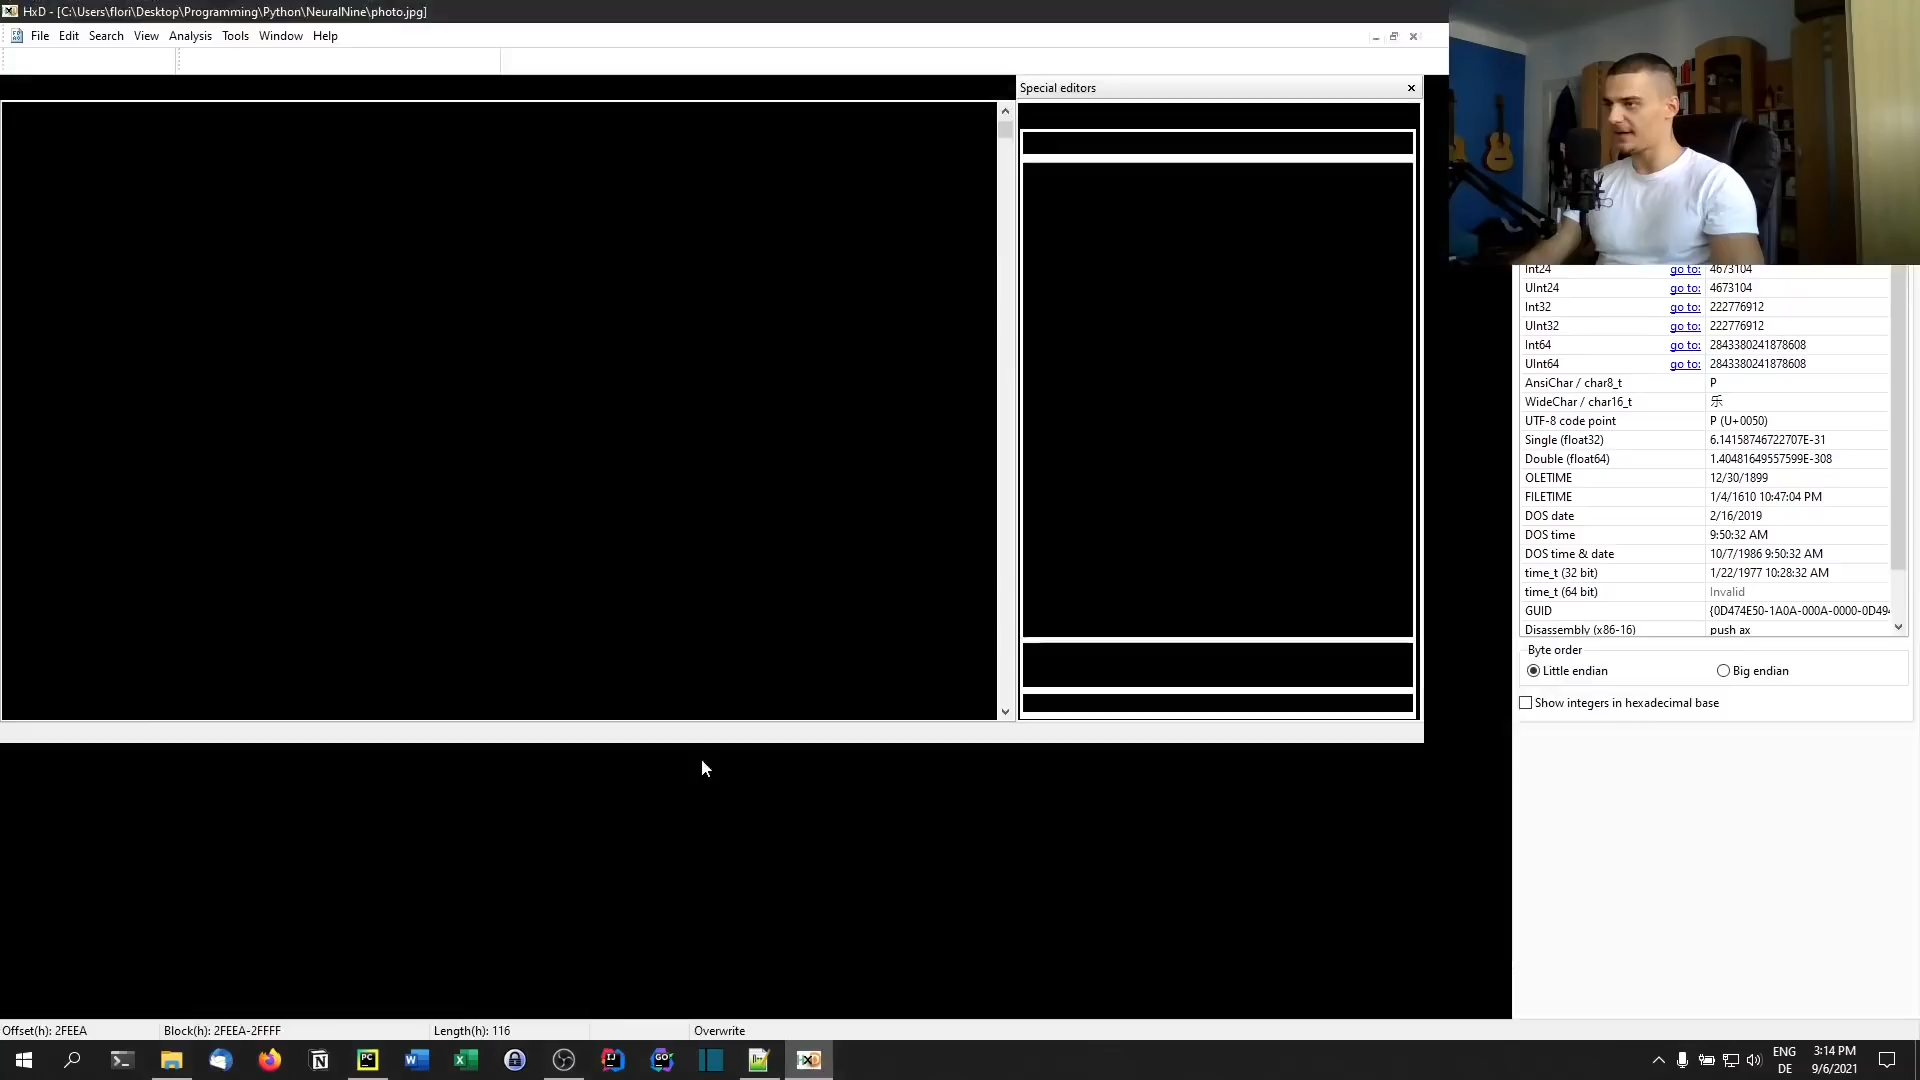 HxD - [C:\Users\flori\Desktop\Programming\Python\NeuralNine\photo.jpg]
File Edit Search View Analysis Tools Window Help
Special editors
Int24 go to: 4673104
UInt24 go to: 4673104
Int32 go to: 222776912
UInt32 go to: 222776912
Int64 go to: 2843380241878608
UInt64 go to: 2843380241878608
AnsiChar / char8_t P
WideChar / char16_t 乐
UTF-8 code point P (U+0050)
Single (float32) 6.14158746722707E-31
Double (float64) 1.40481649557599E-308
OLETIME 12/30/1899
FILETIME 1/4/1610 10:47:04 PM
DOS date 2/16/2019
DOS time 9:50:32 AM
DOS time & date 10/7/1986 9:50:32 AM
time_t (32 bit) 1/22/1977 10:28:32 AM
time_t (64 bit) Invalid
GUID {0D474E50-1A0A-000A-0000-0D494
Disassembly (x86-16) push ax
Byte order
Little endian Big endian
Show integers in hexadecimal base
Offset(h): 2FEEA Block(h): 2FEEA-2FFFF Length(h): 116 Overwrite
ENG 3:14 PM
DE 9/6/2021